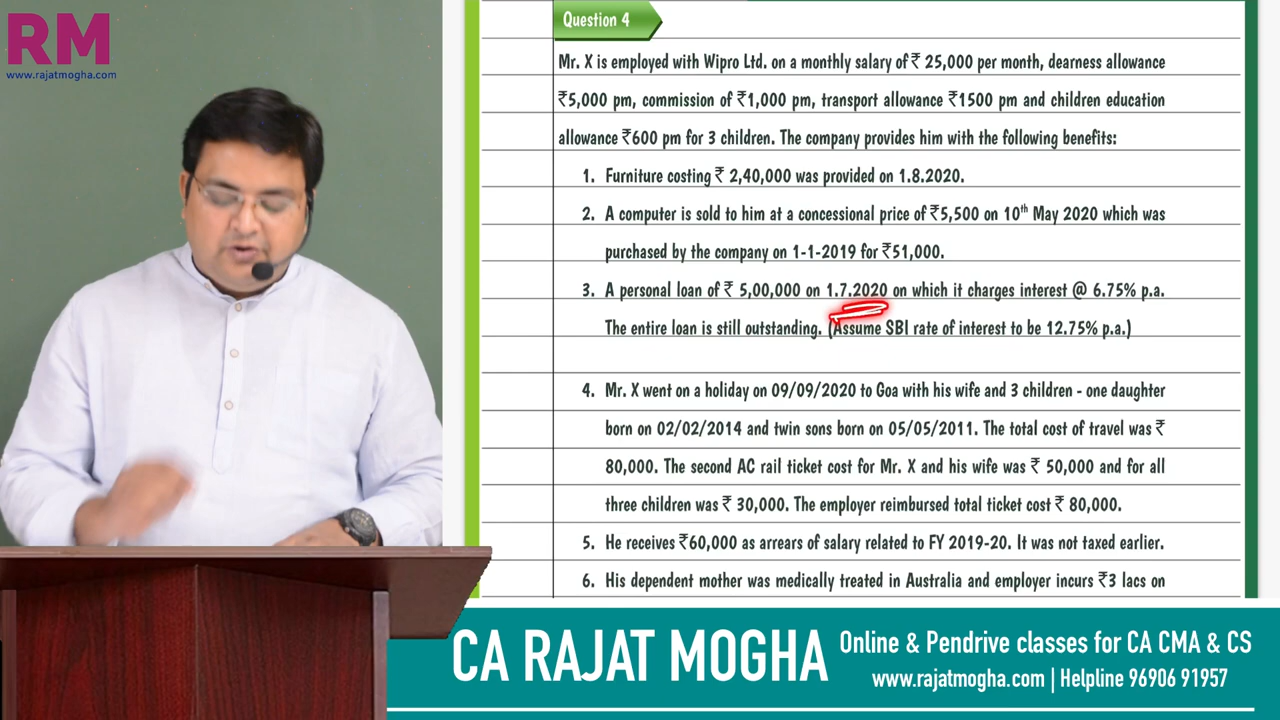 RM
www.rajatmogha.com
Question 4
Mr. X is employed with Wipro Ltd. on a monthly salary of ₹ 25,000 per month, dearness allowance
₹5,000 pm, commission of ₹1,000 pm, transport allowance ₹1500 pm and children education
allowance ₹600 pm for 3 children. The company provides him with the following benefits:
1. Furniture costing ₹ 2,40,000 was provided on 1.8.2020.
2. A computer is sold to him at a concessional price of ₹5,500 on 10th May 2020 which was
purchased by the company on 1-1-2019 for ₹51,000.
3. A personal loan of ₹ 5,00,000 on 1.7.2020 on which it charges interest @ 6.75% p.a.
The entire loan is still outstanding. (Assume SBI rate of interest to be 12.75% p.a.)
4. Mr. X went on a holiday on 09/09/2020 to Goa with his wife and 3 children - one daughter
born on 02/02/2014 and twin sons born on 05/05/2011. The total cost of travel was ₹
80,000. The second AC rail ticket cost for Mr. X and his wife was ₹ 50,000 and for all
three children was ₹ 30,000. The employer reimbursed total ticket cost ₹ 80,000.
5. He receives ₹60,000 as arrears of salary related to FY 2019-20. It was not taxed earlier.
6. His dependent mother was medically treated in Australia and employer incurs ₹3 lacs on
CA RAJAT MOGHA
Online & Pendrive classes for CA CMA & CS
www.rajatmogha.com | Helpline 96906 91957